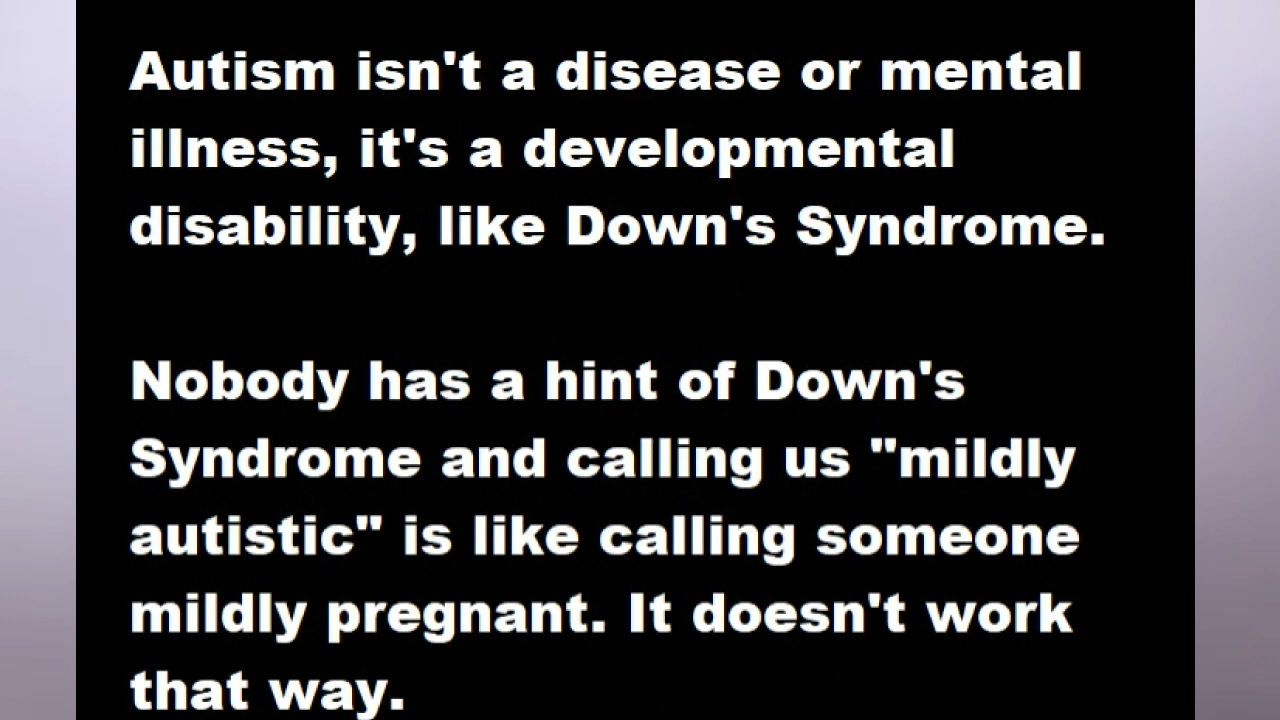 Autism isn't a disease or mental
illness, it's a developmental
disability, like Down's Syndrome.
Nobody has a hint of Down's
Syndrome and calling us "mildly
autistic" is like calling someone
mildly pregnant. It doesn't work
that way.